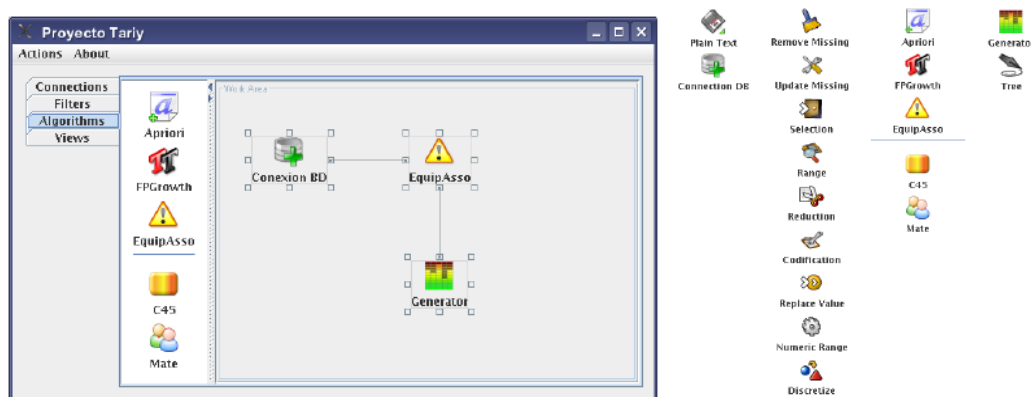 Proyecto Tariy
Actions About
Connections
Filters
Algorithms
Views
Apriori
FPGrowth
EquipAsso
C45
Mate
Work Area
Conexion BD
EquipAsso
Generator
Plain Text
Connection DB
Remove Missing
Update Missing
Selection
Range
Reduction
Codification
Replace Value
Numeric Range
Discretize
Apriori
FPGrowth
EquipAsso
C45
Mate
Generato
Tree